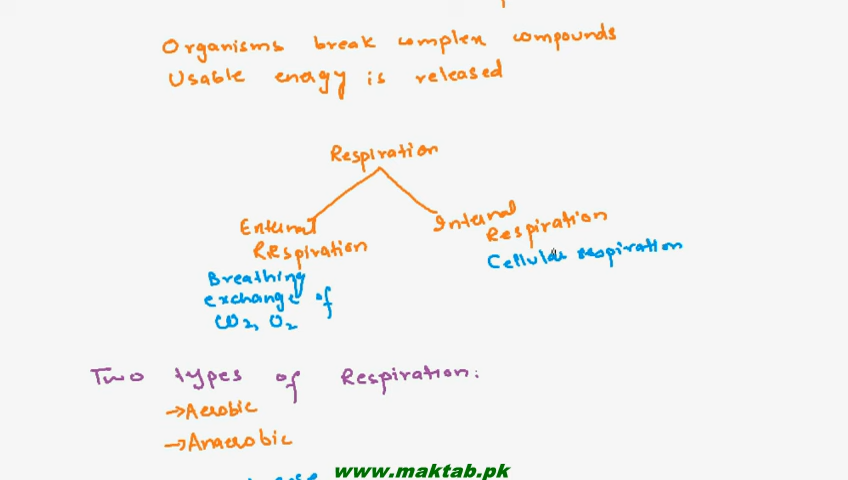 Organisms break complex compounds
Usable energy is released
Respiration
External
Respiration
Breathing
exchange of
CO2, O2
Internal
Respiration
Cellular respiration
Two types of Respiration:
→Aerobic
→Anaerobic
www.maktab.pk